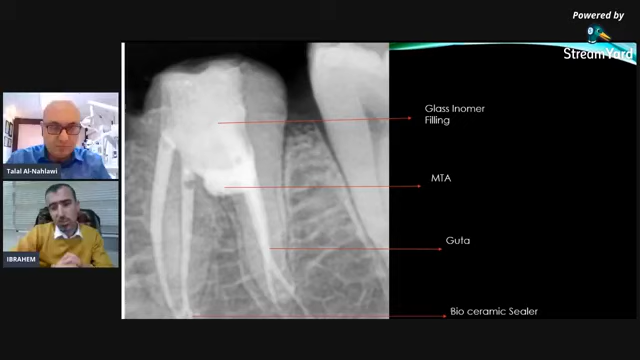 Powered by
StreamYard
Glass Inomer
Filling
MTA
Guta
Bio ceramic Sealer
Talal Al-Nahlawi
IBRAHEM